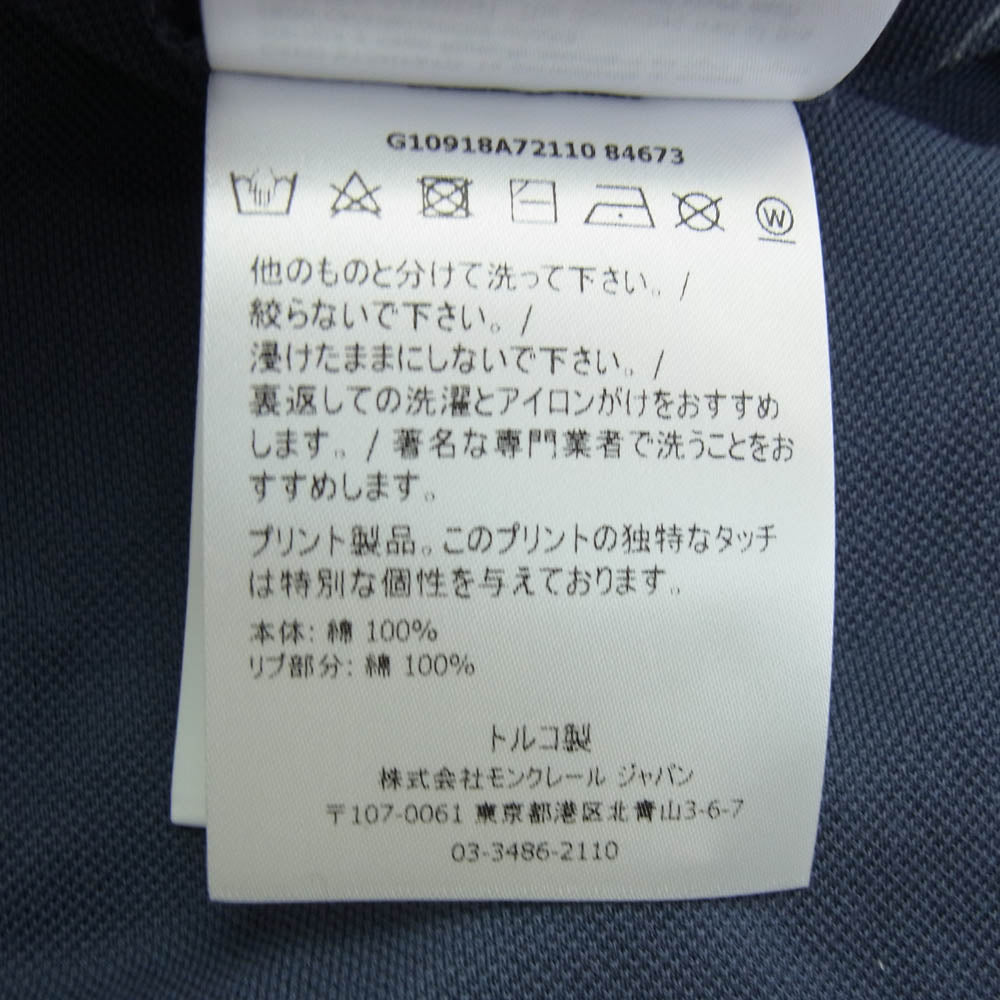 G10918A72110 84673
W
他のものと分けて洗って下さい。/
絞らないで下さい。/
浸けたままにしないで下さい。/
裏返しての洗濯とアイロンがけをおすすめ
します。/ 著名な専門業者で洗うことをお
すすめします。
プリント製品。このプリントの独特なタッチ
は特別な個性を与えております。
本体: 綿 100%
リブ部分: 綿 100%
トルコ製
株式会社モンクレール ジャパン
〒107-0061 東京都港区北青山3-6-7
03-3486-2110